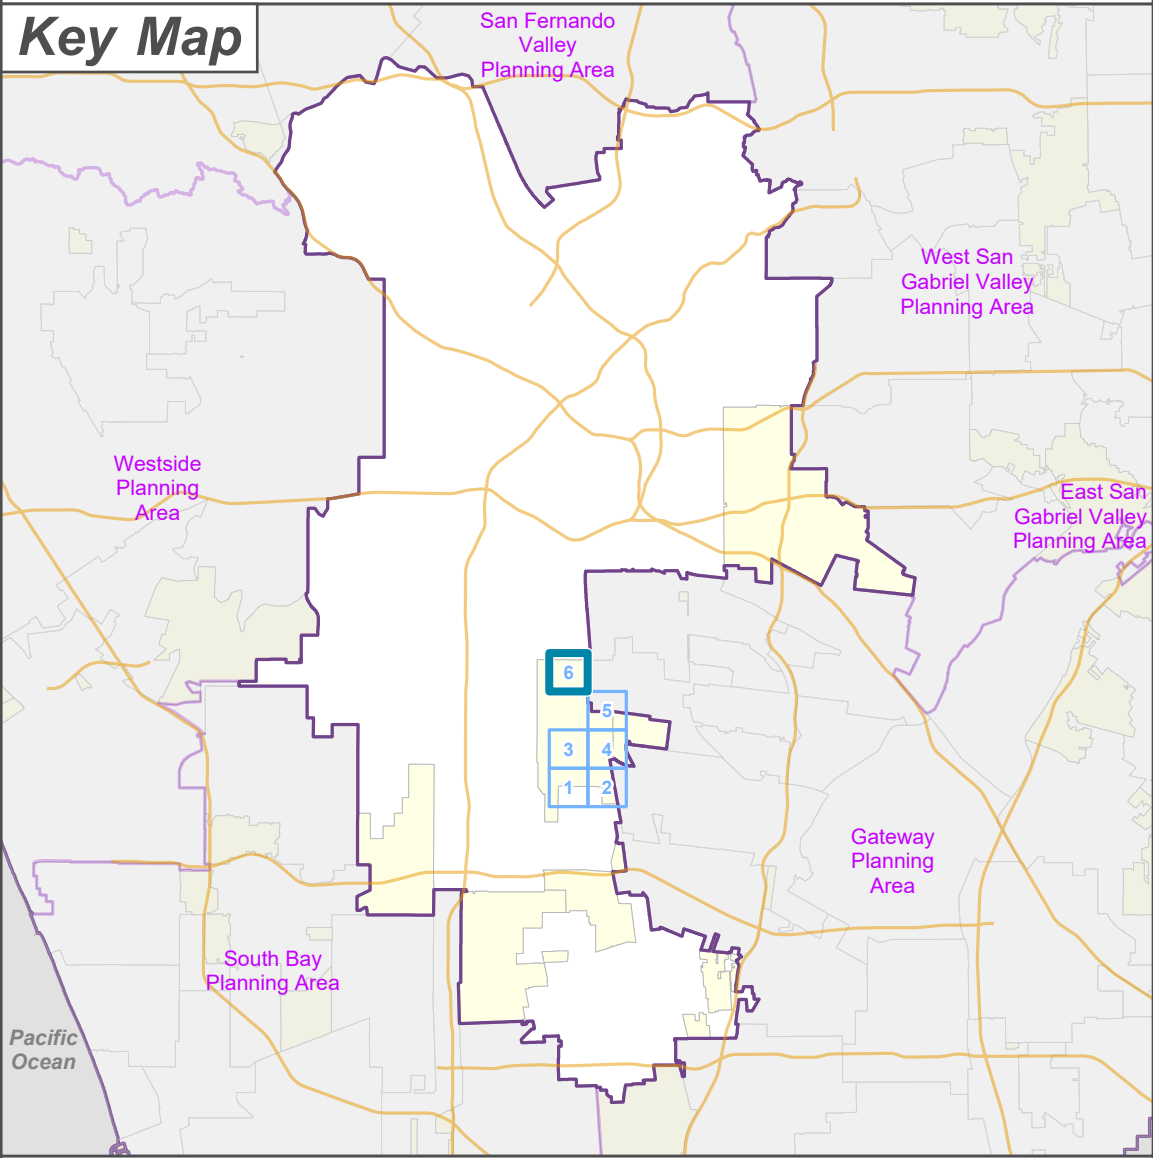 Key Map
San Fernando
Valley
Planning Area
West San
Gabriel Valley
Planning Area
Westside
Planning
Area
East San
Gabriel Valley
Planning Area
6
5
3
4
1
2
Gateway
Planning
Area
South Bay
Planning Area
Pacific
Ocean